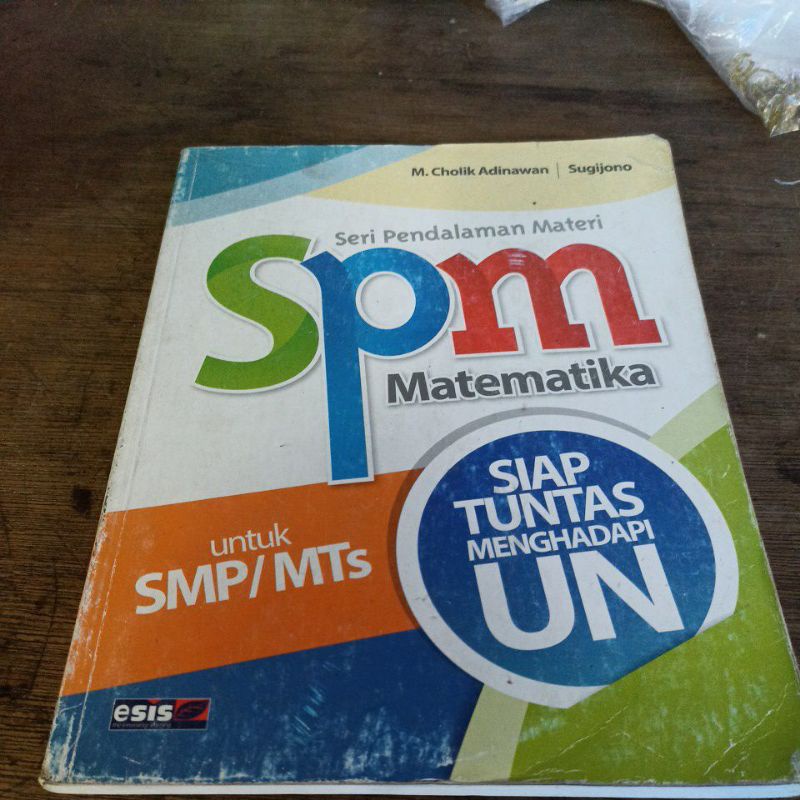 M. Cholik Adinawan | Sugijono
Seri Pendalaman Materi
Spm
Matematika
SIAP
TUNTAS
MENGHADAPI
UN
untuk
SMP/MTs
esis